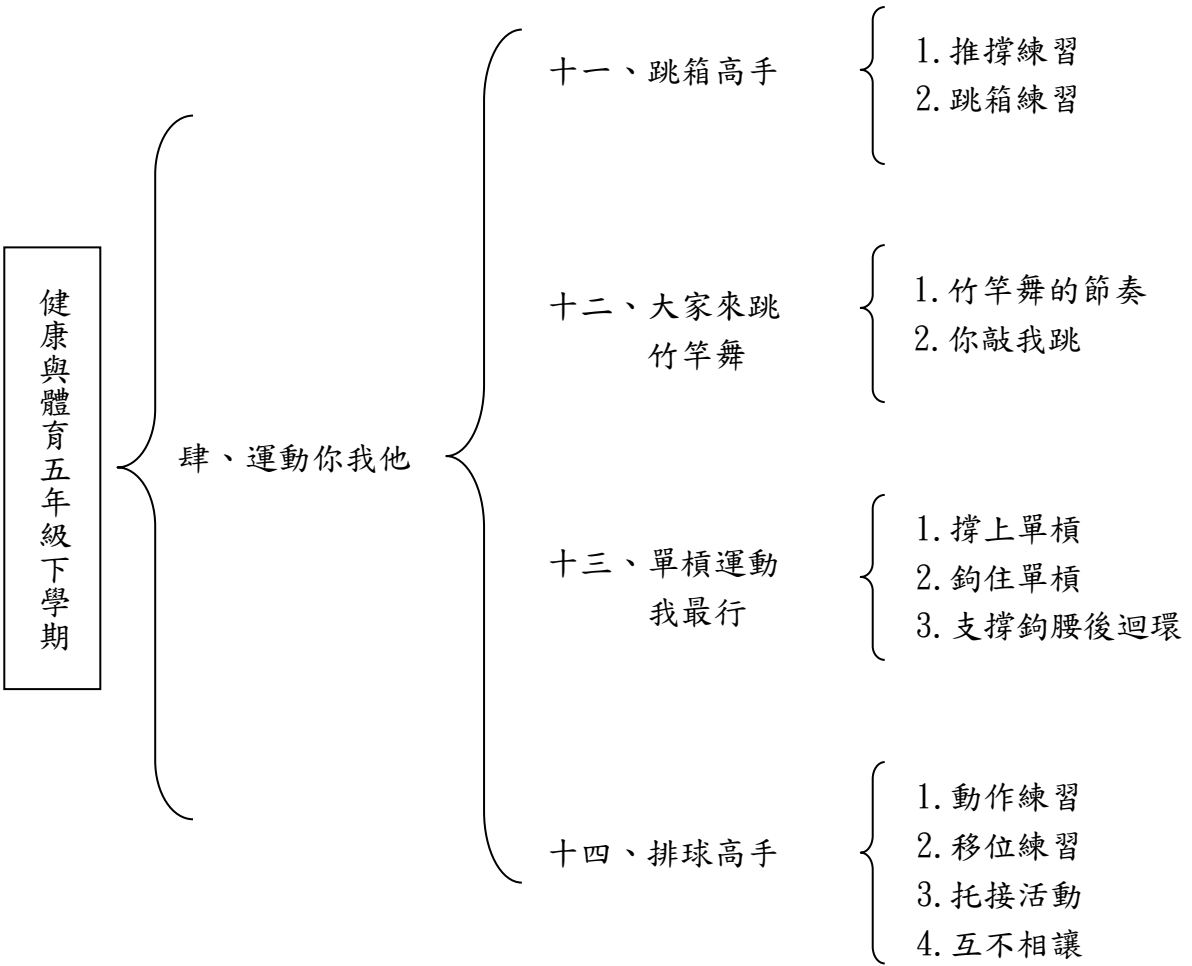 健康與體育五年級下學期
肆、運動你我他
十一、跳箱高手
1.推撐練習
2.跳箱練習
十二、大家來跳
竹竿舞
1.竹竿舞的節奏
2.你敲我跳
十三、單槓運動
我最行
1.撐上單槓
2.鉤住單槓
3.支撐鉤腰後迴環
十四、排球高手
1.動作練習
2.移位練習
3.托接活動
4.互不相讓